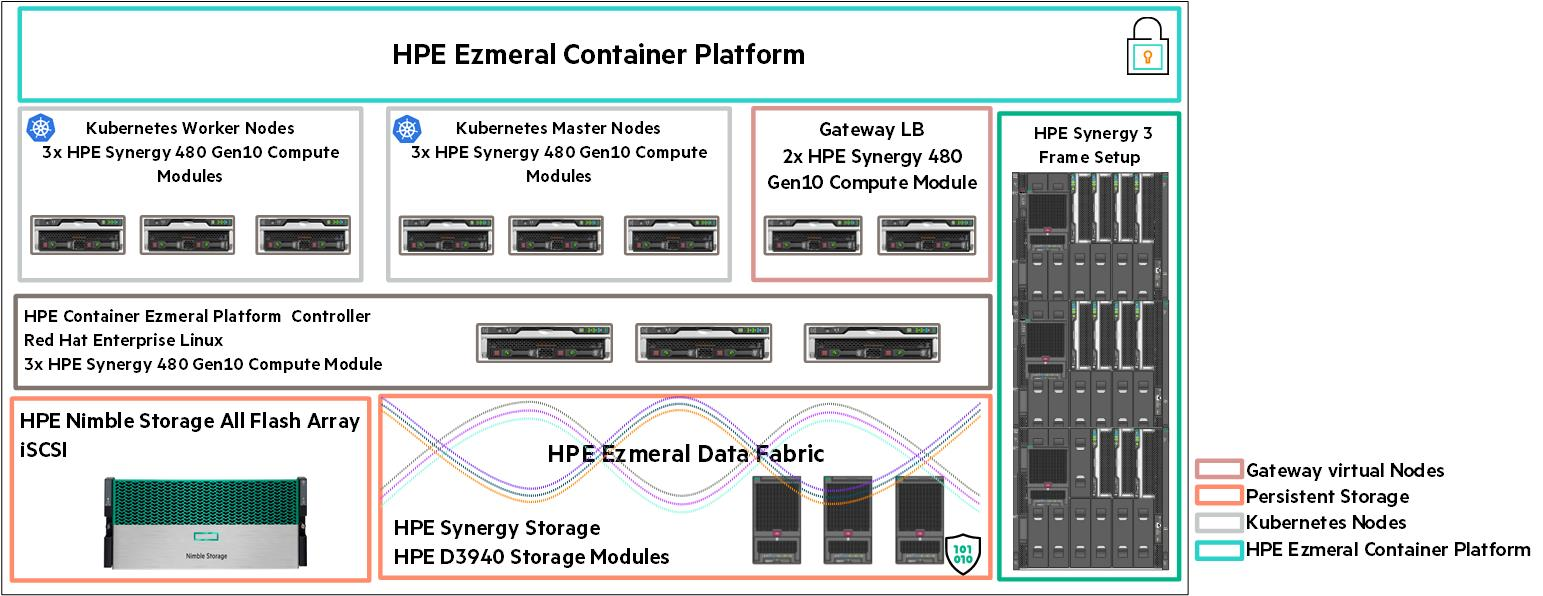 HPE Ezmeral Container Platform
Kubernetes Worker Nodes
3x HPE Synergy 480 Gen10 Compute
Modules
Kubernetes Master Nodes
3x HPE Synergy 480 Gen10 Compute
Modules
Gateway LB
2x HPE Synergy 480
Gen10 Compute Module
HPE Synergy 3
Frame Setup
HPE Container Ezmeral Platform Controller
Red Hat Enterprise Linux
3x HPE Synergy 480 Gen10 Compute Module
HPE Nimble Storage All Flash Array
iSCSI
Nimble Storage
HPE Ezmeral Data Fabric
HPE Synergy Storage
HPE D3940 Storage Modules
101
010
Gateway virtual Nodes
Persistent Storage
Kubernetes Nodes
HPE Ezmeral Container Platform